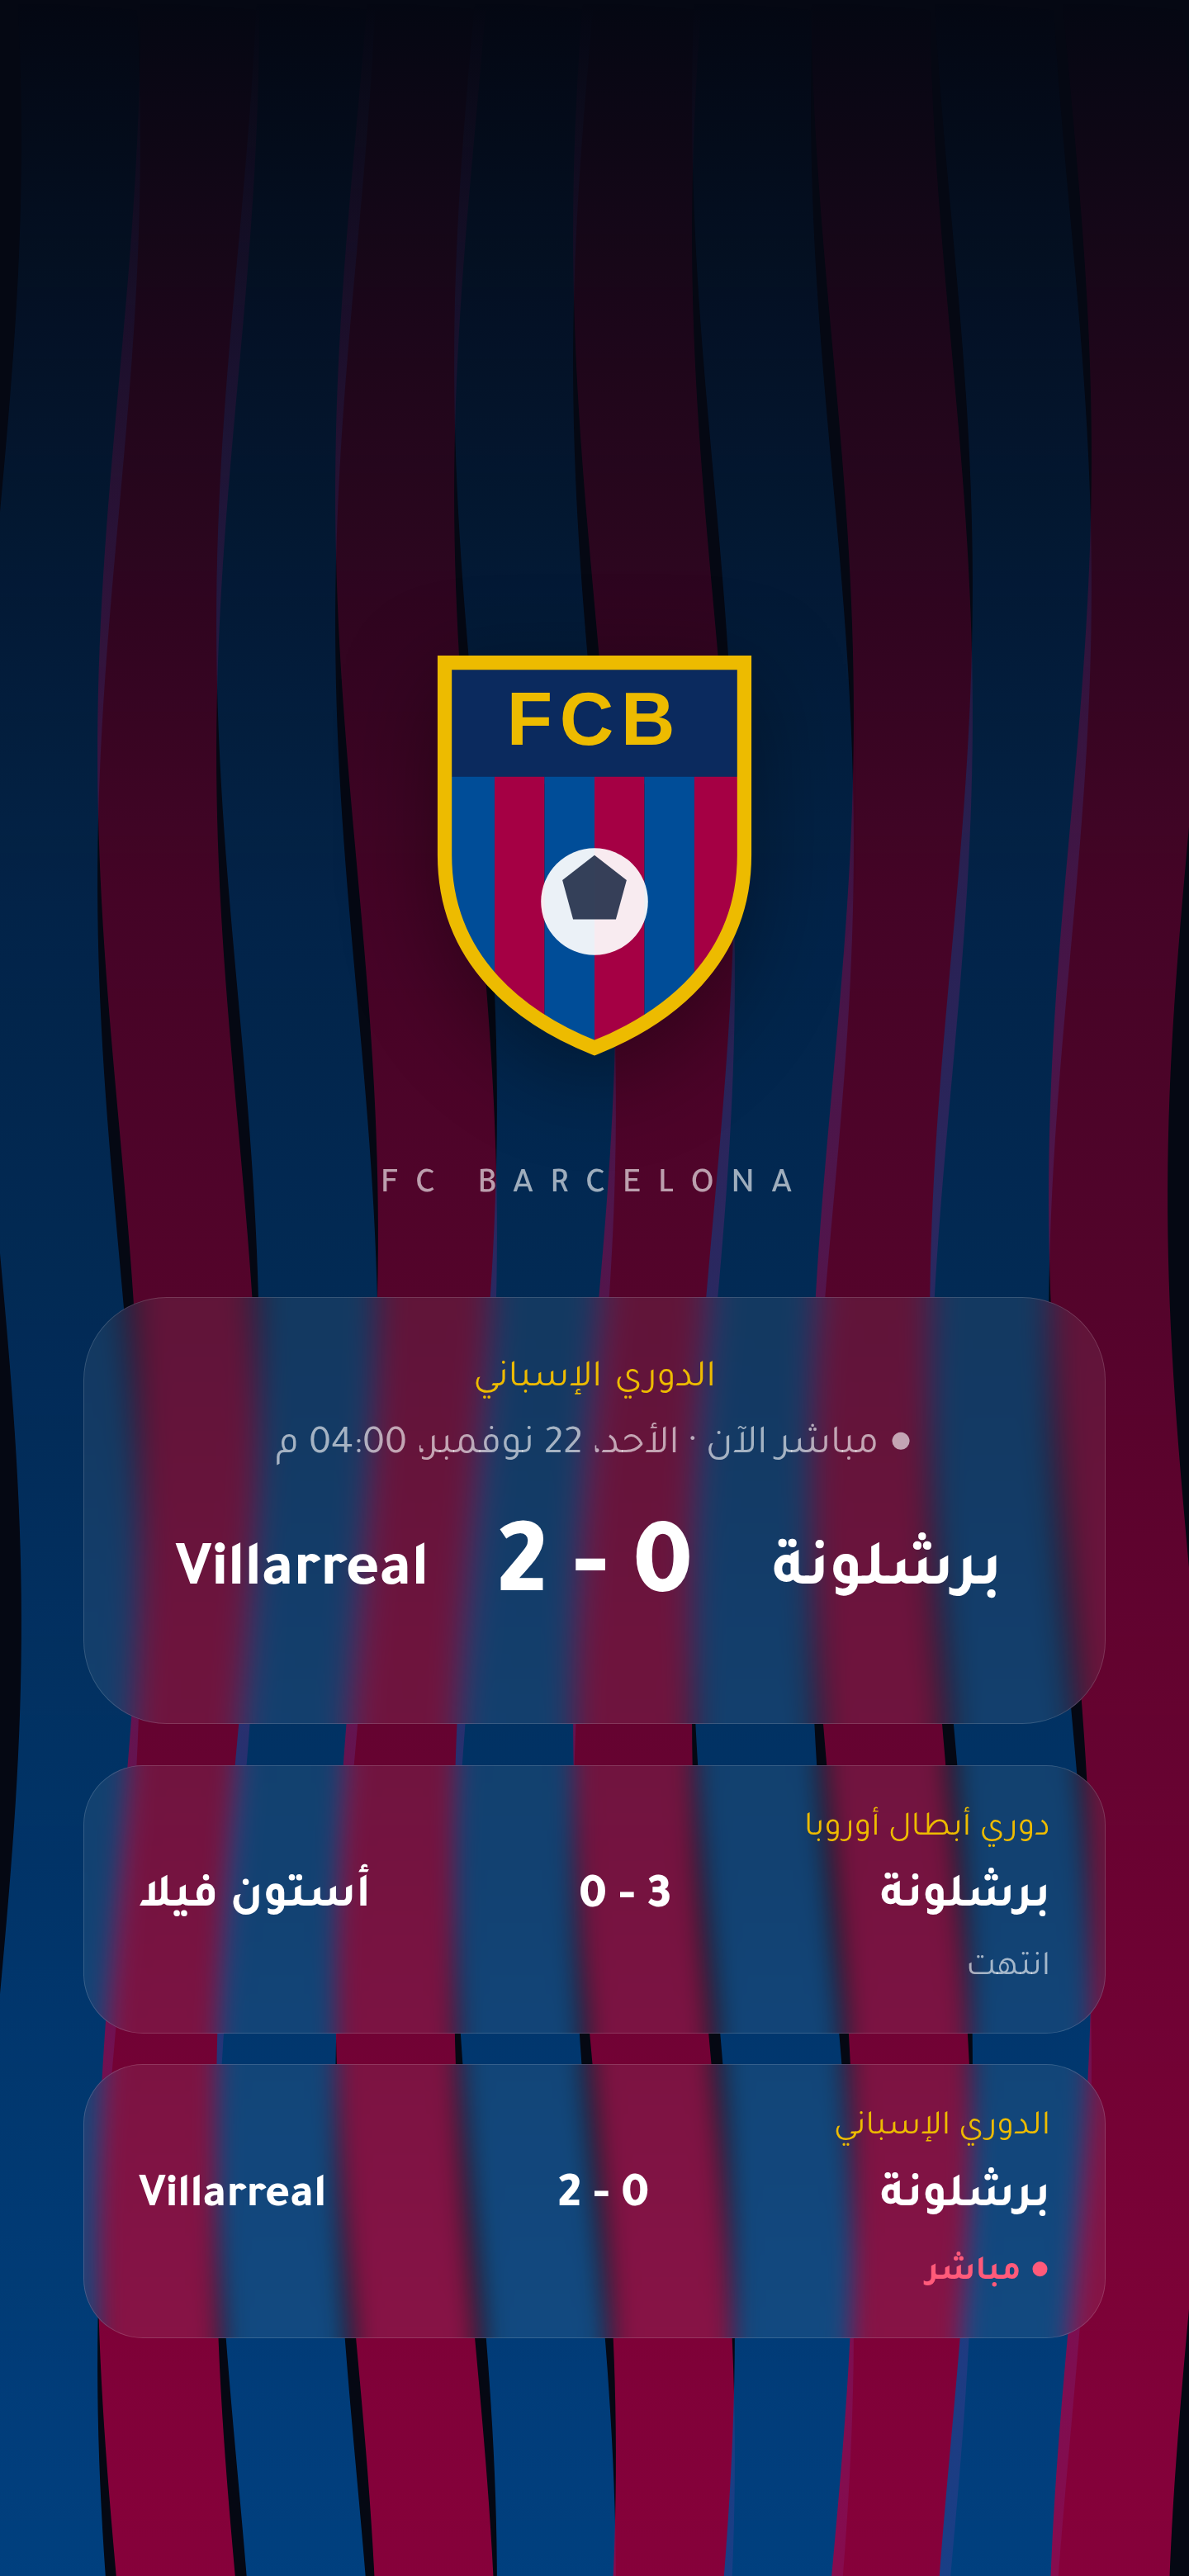 FCB
FC BARCELONA
الدوري الإسباني
● مباشر الآن · الأحد، 22 نوفمبر، 04:00 م
برشلونة 2 - 0 Villarreal
دوري أبطال أوروبا
برشلونة 0 - 3 أستون فيلا
انتهت
الدوري الإسباني
برشلونة 2 - 0 Villarreal
● مباشر